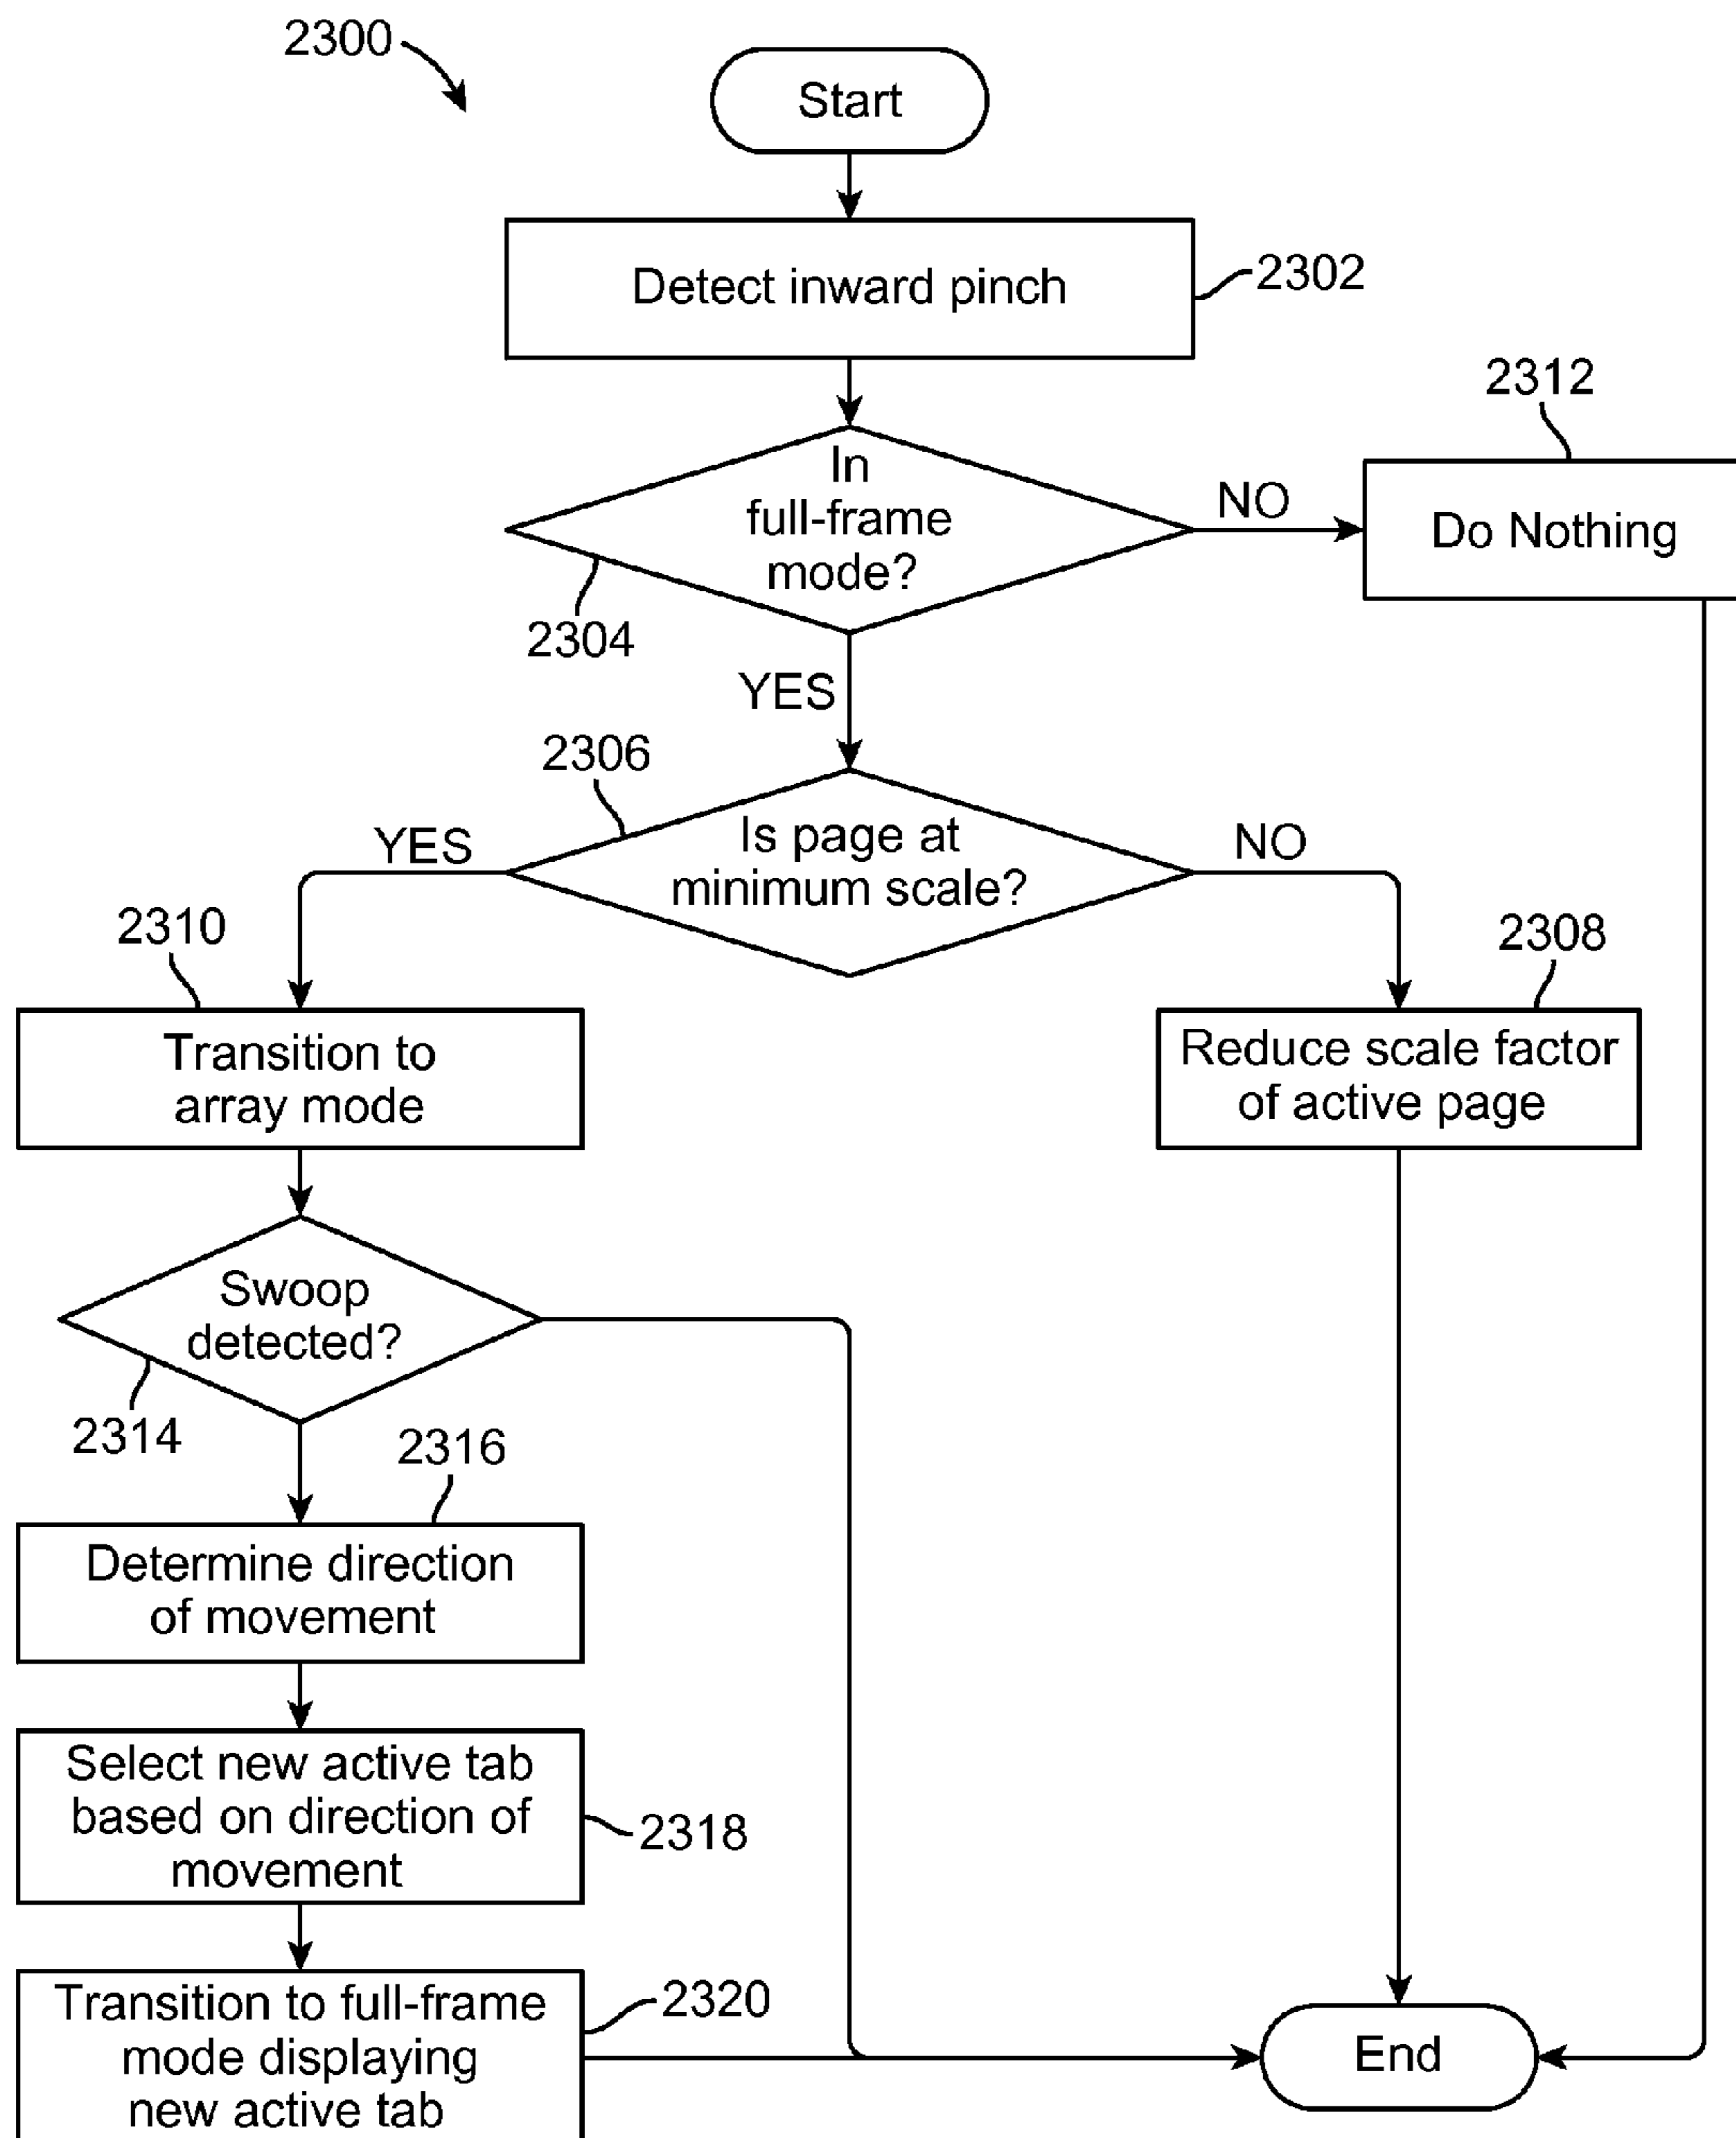 2300
Start
Detect inward pinch
2302
2312
In
full-frame
mode?
NO
Do Nothing
2304
YES
2306
Is page at
minimum scale?
YES
NO
2310
2308
Transition to
array mode
Reduce scale factor
of active page
Swoop
detected?
2314
2316
Determine direction
of movement
Select new active tab
based on direction of
movement
2318
Transition to full-frame
mode displaying
new active tab
2320
End